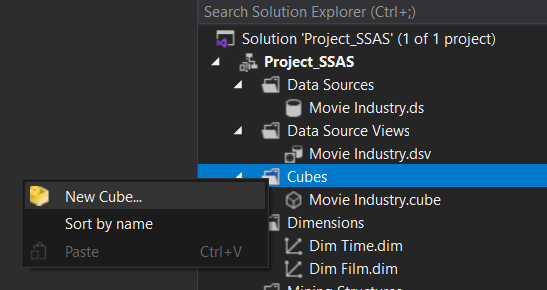 Search Solution Explorer (Ctrl+;)
Solution 'Project_SSAS' (1 of 1 project)
Project_SSAS
Data Sources
Movie Industry.ds
Data Source Views
Movie Industry.dsv
Cubes
New Cube...
Movie Industry.cube
Sort by name
Dimensions
Paste Ctrl+V
Dim Time.dim
Dim Film.dim
Mining Structures